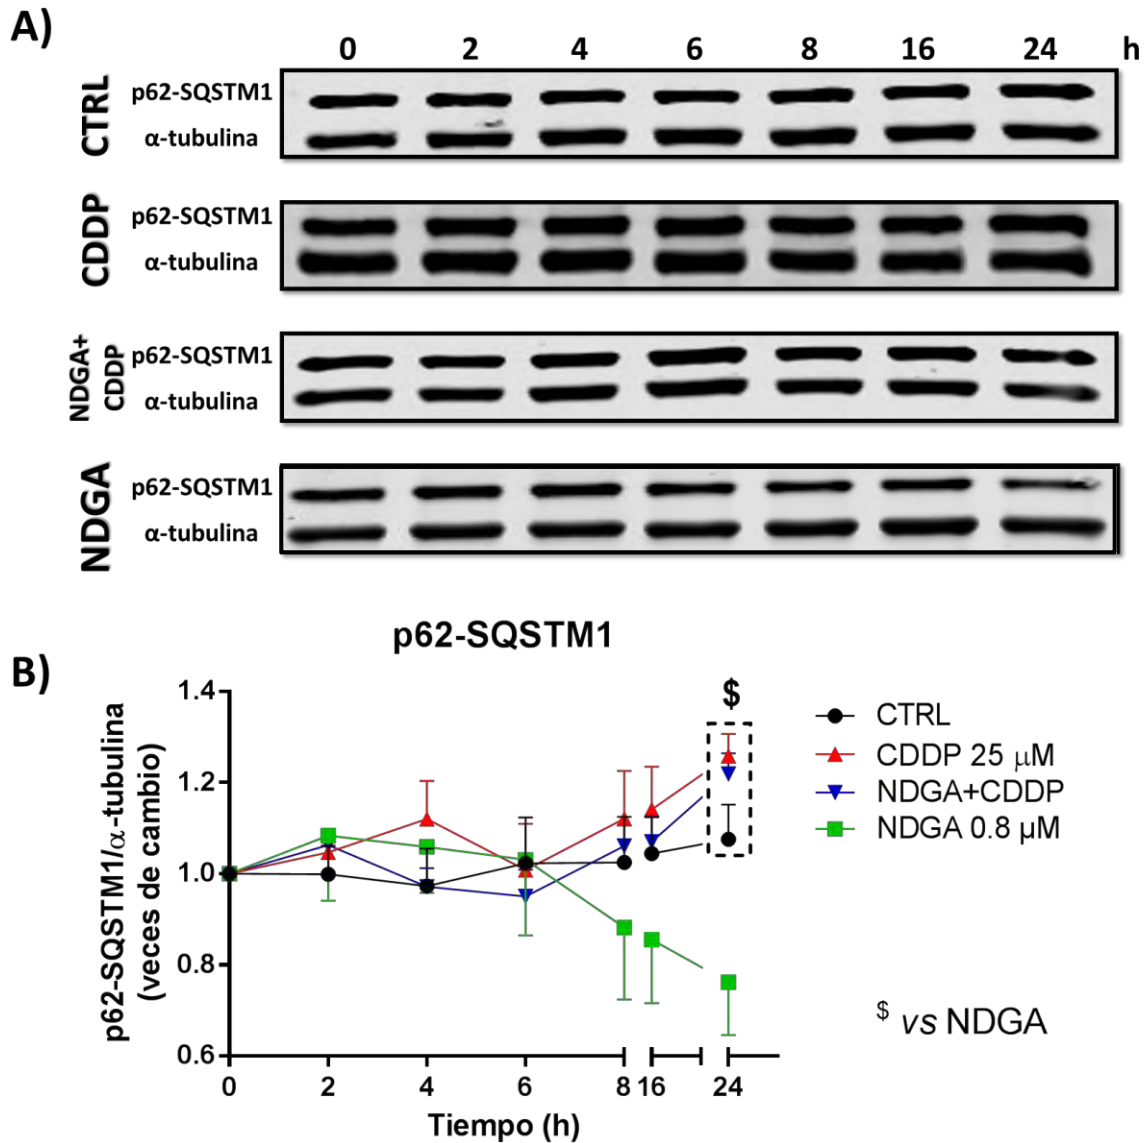 A)
0 2 4 6 8 16 24 h
CTRL
p62-SQSTM1
α-tubulina
CDDP
p62-SQSTM1
α-tubulina
NDGA+
CDDP
p62-SQSTM1
α-tubulina
NDGA
p62-SQSTM1
α-tubulina
p62-SQSTM1
B)
p62-SQSTM1/α-tubulina
(veces de cambio)
1.4
1.2
1.0
0.8
0.6
$
0 2 4 6 8 16 24
Tiempo (h)
CTRL
CDDP 25 μM
NDGA+CDDP
NDGA 0.8 µM
$ vs NDGA